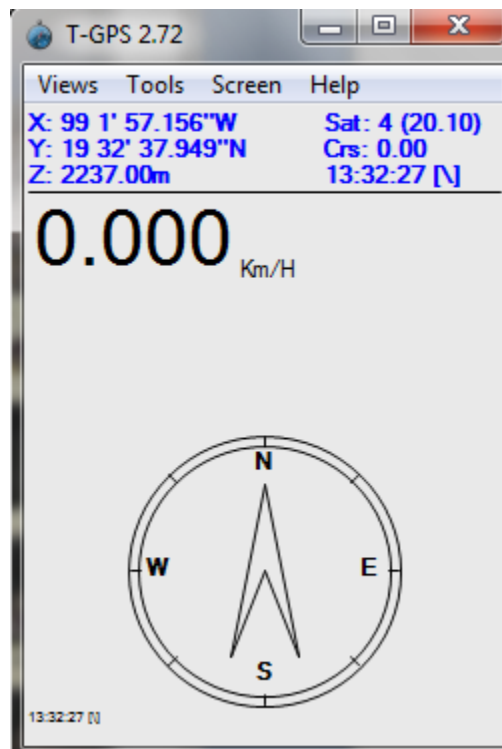 T-GPS 2.72
Views Tools Screen Help
X: 99 1' 57.156"W Sat: 4 (20.10)
Y: 19 32' 37.949"N Crs: 0.00
Z: 2237.00m 13:32:27 [\]
0.000 Km/H
N
W E
S
13:32:27 [\]